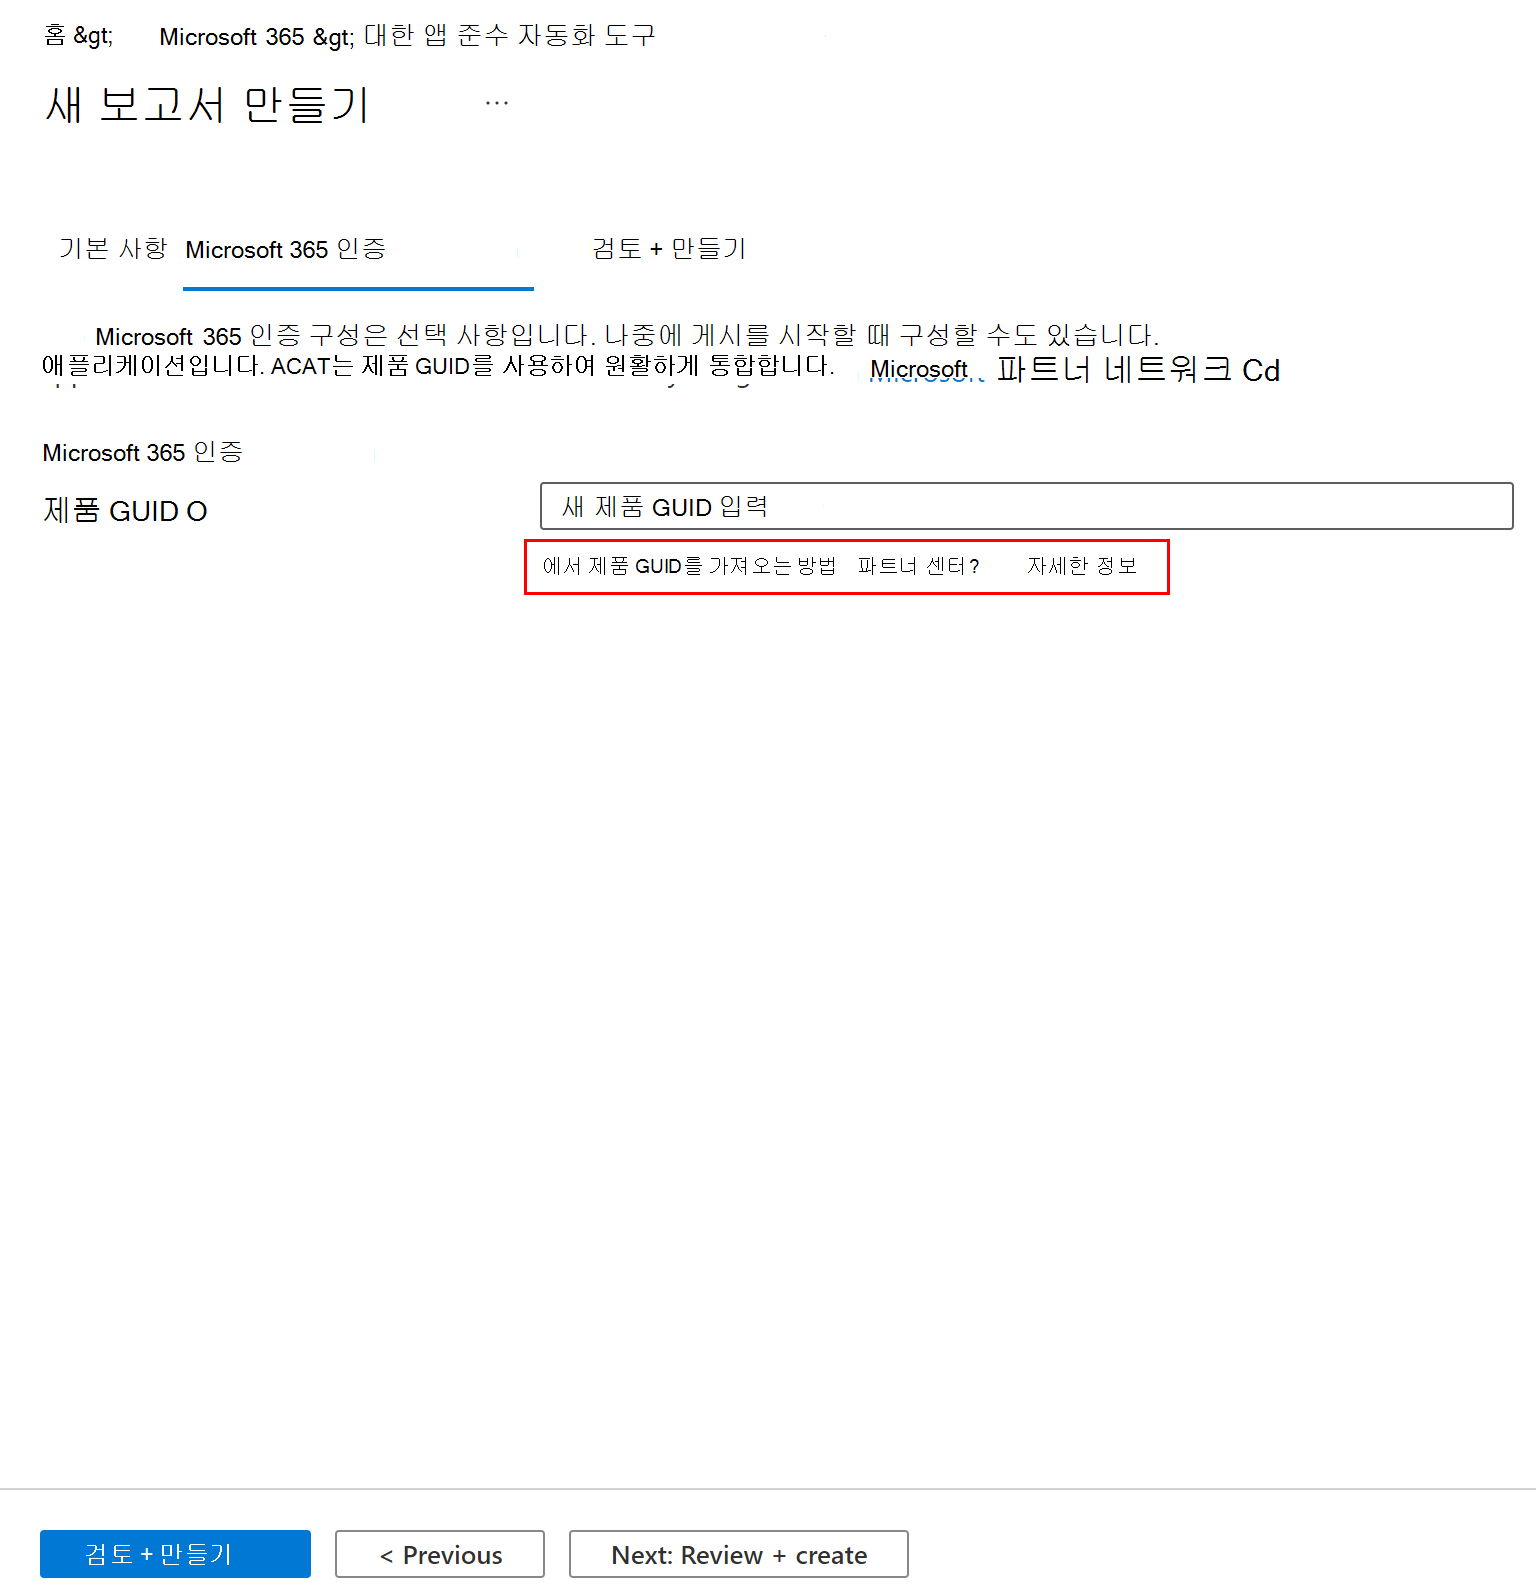 홈 &gt; Microsoft 365 &gt; 대한 앱 준수 자동화 도구
새 보고서 만들기 ...
기본 사항 Microsoft 365 인증 검토 + 만들기
Microsoft 365 인증 구성은 선택 사항입니다. 나중에 게시를 시작할 때 구성할 수도 있습니다.
애플리케이션입니다. ACAT는 제품 GUID를 사용하여 원활하게 통합합니다. Microsoft 파트너 네트워크 Cd
Microsoft 365 인증
제품 GUID O
새 제품 GUID 입력
에서 제품 GUID를 가져오는 방법 파트너 센터? 자세한 정보
검토 + 만들기 < Previous Next: Review + create